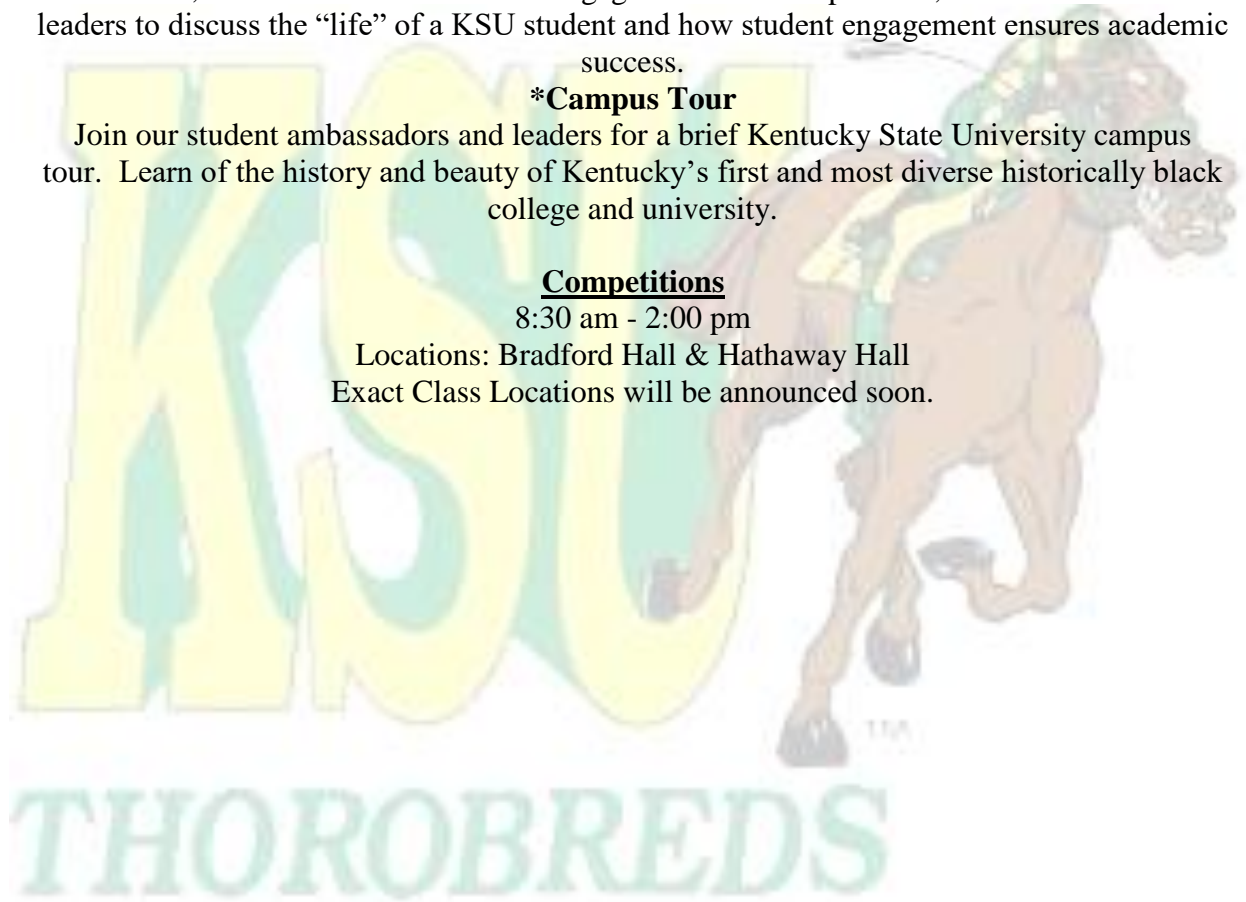 leaders to discuss the “life” of a KSU student and how student engagement ensures academic
success.
*Campus Tour
Join our student ambassadors and leaders for a brief Kentucky State University campus
tour.  Learn of the history and beauty of Kentucky’s first and most diverse historically black
college and university.
Competitions
8:30 am - 2:00 pm
Locations: Bradford Hall & Hathaway Hall
Exact Class Locations will be announced soon.
KSU
THOROBREDS